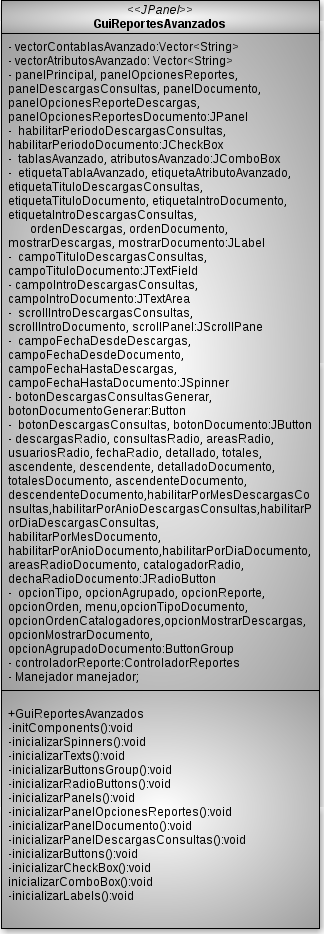 <<JPanel>>
GuiReportesAvanzados
- vectorContablasAvanzado:Vector<String>
- vectorAtributosAvanzado: Vector<String>
- panelPrincipal, panelOpcionesReportes,
panelDescargasConsultas, panelDocumento,
panelOpcionesReporteDescargas,
panelOpcionesReportesDocumento:JPanel
- habilitarPeriodoDescargasConsultas,
habilitarPeriodoDocumento:JCheckBox
- tablasAvanzado, atributosAvanzado:JComboBox
- etiquetaTablaAvanzado, etiquetaAtributoAvanzado,
etiquetaTituloDescargasConsultas,
etiquetaTituloDocumento, etiquetaIntroDocumento,
etiquetaIntroDescargasConsultas,
ordenDescargas, ordenDocumento,
mostrarDescargas, mostrarDocumento:JLabel
- campoTituloDescargasConsultas,
campoTituloDocumento:JTextField
- campoIntroDescargasConsultas,
campoIntroDocumento:JTextArea
- scrollIntroDescargasConsultas,
scrollIntroDocumento, scrollPanel:JScrollPane
- campoFechaDesdeDescargas,
campoFechaDesdeDocumento,
campoFechaHastaDescargas,
campoFechaHastaDocumento:JSpinner
- botonDescargasConsultasGenerar,
botonDocumentoGenerar:Button
- botonDescargasConsultas, botonDocumento:JButton
- descargasRadio, consultasRadio, areasRadio,
usuariosRadio, fechaRadio, detallado, totales,
ascendente, descendente, detalladoDocumento,
totalesDocumento, ascendenteDocumento,
descendenteDocumento,habilitarPorMesDescargasCo
nsultas,habilitarPorAnioDescargasConsultas,habilitarP
orDiaDescargasConsultas,
habilitarPorMesDocumento,
habilitarPorAnioDocumento,habilitarPorDiaDocumento,
areasRadioDocumento, catalogadorRadio,
dechaRadioDocumento:JRadioButton
- opcionTipo, opcionAgrupado, opcionReporte,
opcionOrden, menu,opcionTipoDocumento,
opcionOrdenCatalogadores,opcionMostrarDescargas,
opcionMostrarDocumento,
opcionAgrupadoDocumento:ButtonGroup
- controladorReporte:ControladorReportes
- Manejador manejador;
+GuiReportesAvanzados
-initComponents():void
-inicializarSpinners():void
-inicializarTexts():void
-inicializarButtonsGroup():void
-inicializarRadioButtons():void
-inicializarPanels():void
-inicializarPanelOpcionesReportes():void
-inicializarPanelDocumento():void
-inicializarPanelDescargasConsultas():void
-inicializarButtons():void
-inicializarCheckBox():void
inicializarComboBox():void
-inicializarLabels():void